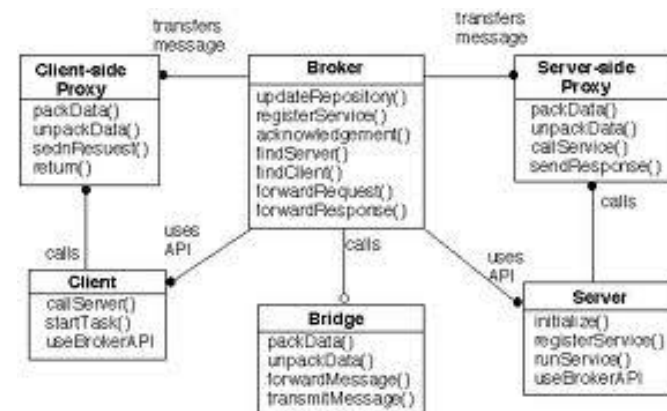 transfers
message
transfers
message
Client-side
Proxy
packData()
unpackData()
sednResuest()
return()
Broker
updateRepository()
registerService()
acknowledgement()
findServer()
findClient()
forwardRequest()
forwardResponse()
Server-side
Proxy
packData()
unpackData()
callService()
sendResponse()
calls
uses
API
calls
uses
API
calls
Client
callServer()
startTask()
useBrokerAPI
Bridge
packData()
unpackData()
forwardMessage()
transmitMessage()
Server
initialize()
registerService()
runService()
useBrokerAPI